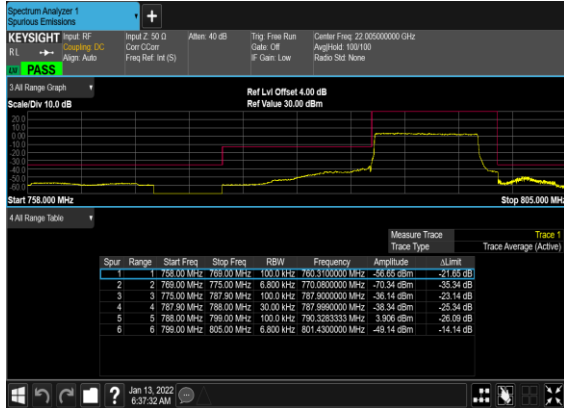 Spectrum Analyzer 1
Spurious Emissions
+
KEYSIGHT Input: RF Input Z: 50 Ω Atten: 40 dB Trig: Free Run Center Freq: 22.005000000 GHz
RL Coupling: DC Corr CCorr Gate: Off Avg|Hold: 100/100
Align: Auto Freq Ref: Int (S) IF Gain: Low Radio Std: None
LXI PASS
3 All Range Graph
Ref Lvl Offset 4.00 dB
Scale/Div 10.0 dB Ref Value 30.00 dBm
20.0
10.0
0.00
-10.0
-20.0
-30.0
-40.0
-50.0
-60.0
Start 758.000 MHz Stop 805.000 MHz
4 All Range Table
Measure Trace Trace 1
Trace Type Trace Average (Active)
Spur Range Start Freq Stop Freq RBW Frequency Amplitude ΔLimit
1 1 758.00 MHz 769.00 MHz 100.0 kHz 760.3100000 MHz -56.65 dBm -21.65 dB
2 2 769.00 MHz 775.00 MHz 6.800 kHz 770.0800000 MHz -70.34 dBm -35.34 dB
3 3 775.00 MHz 787.90 MHz 100.0 kHz 787.9000000 MHz -36.14 dBm -23.14 dB
4 4 787.90 MHz 788.00 MHz 30.00 kHz 787.9990000 MHz -38.34 dBm -25.34 dB
5 5 788.00 MHz 799.00 MHz 100.0 kHz 790.3283333 MHz 3.906 dBm -26.09 dB
6 6 799.00 MHz 805.00 MHz 6.800 kHz 801.4300000 MHz -49.14 dBm -14.14 dB
? Jan 13, 2022
6:37:32 AM